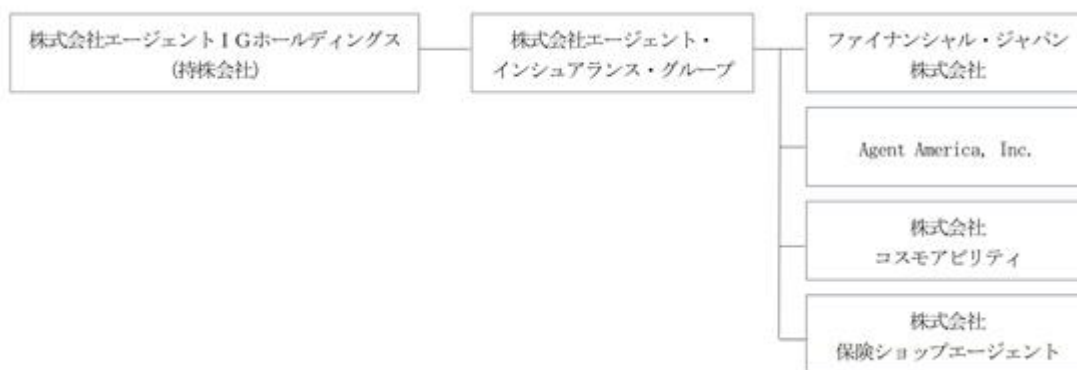 株式会社エージェントＩＧホールディングス
(持株会社)
株式会社エージェント・
インシュアランス・グループ
ファイナンシャル・ジャパン
株式会社
Agent America, Inc.
株式会社
コスモアビリティ
株式会社
保険ショップエージェント